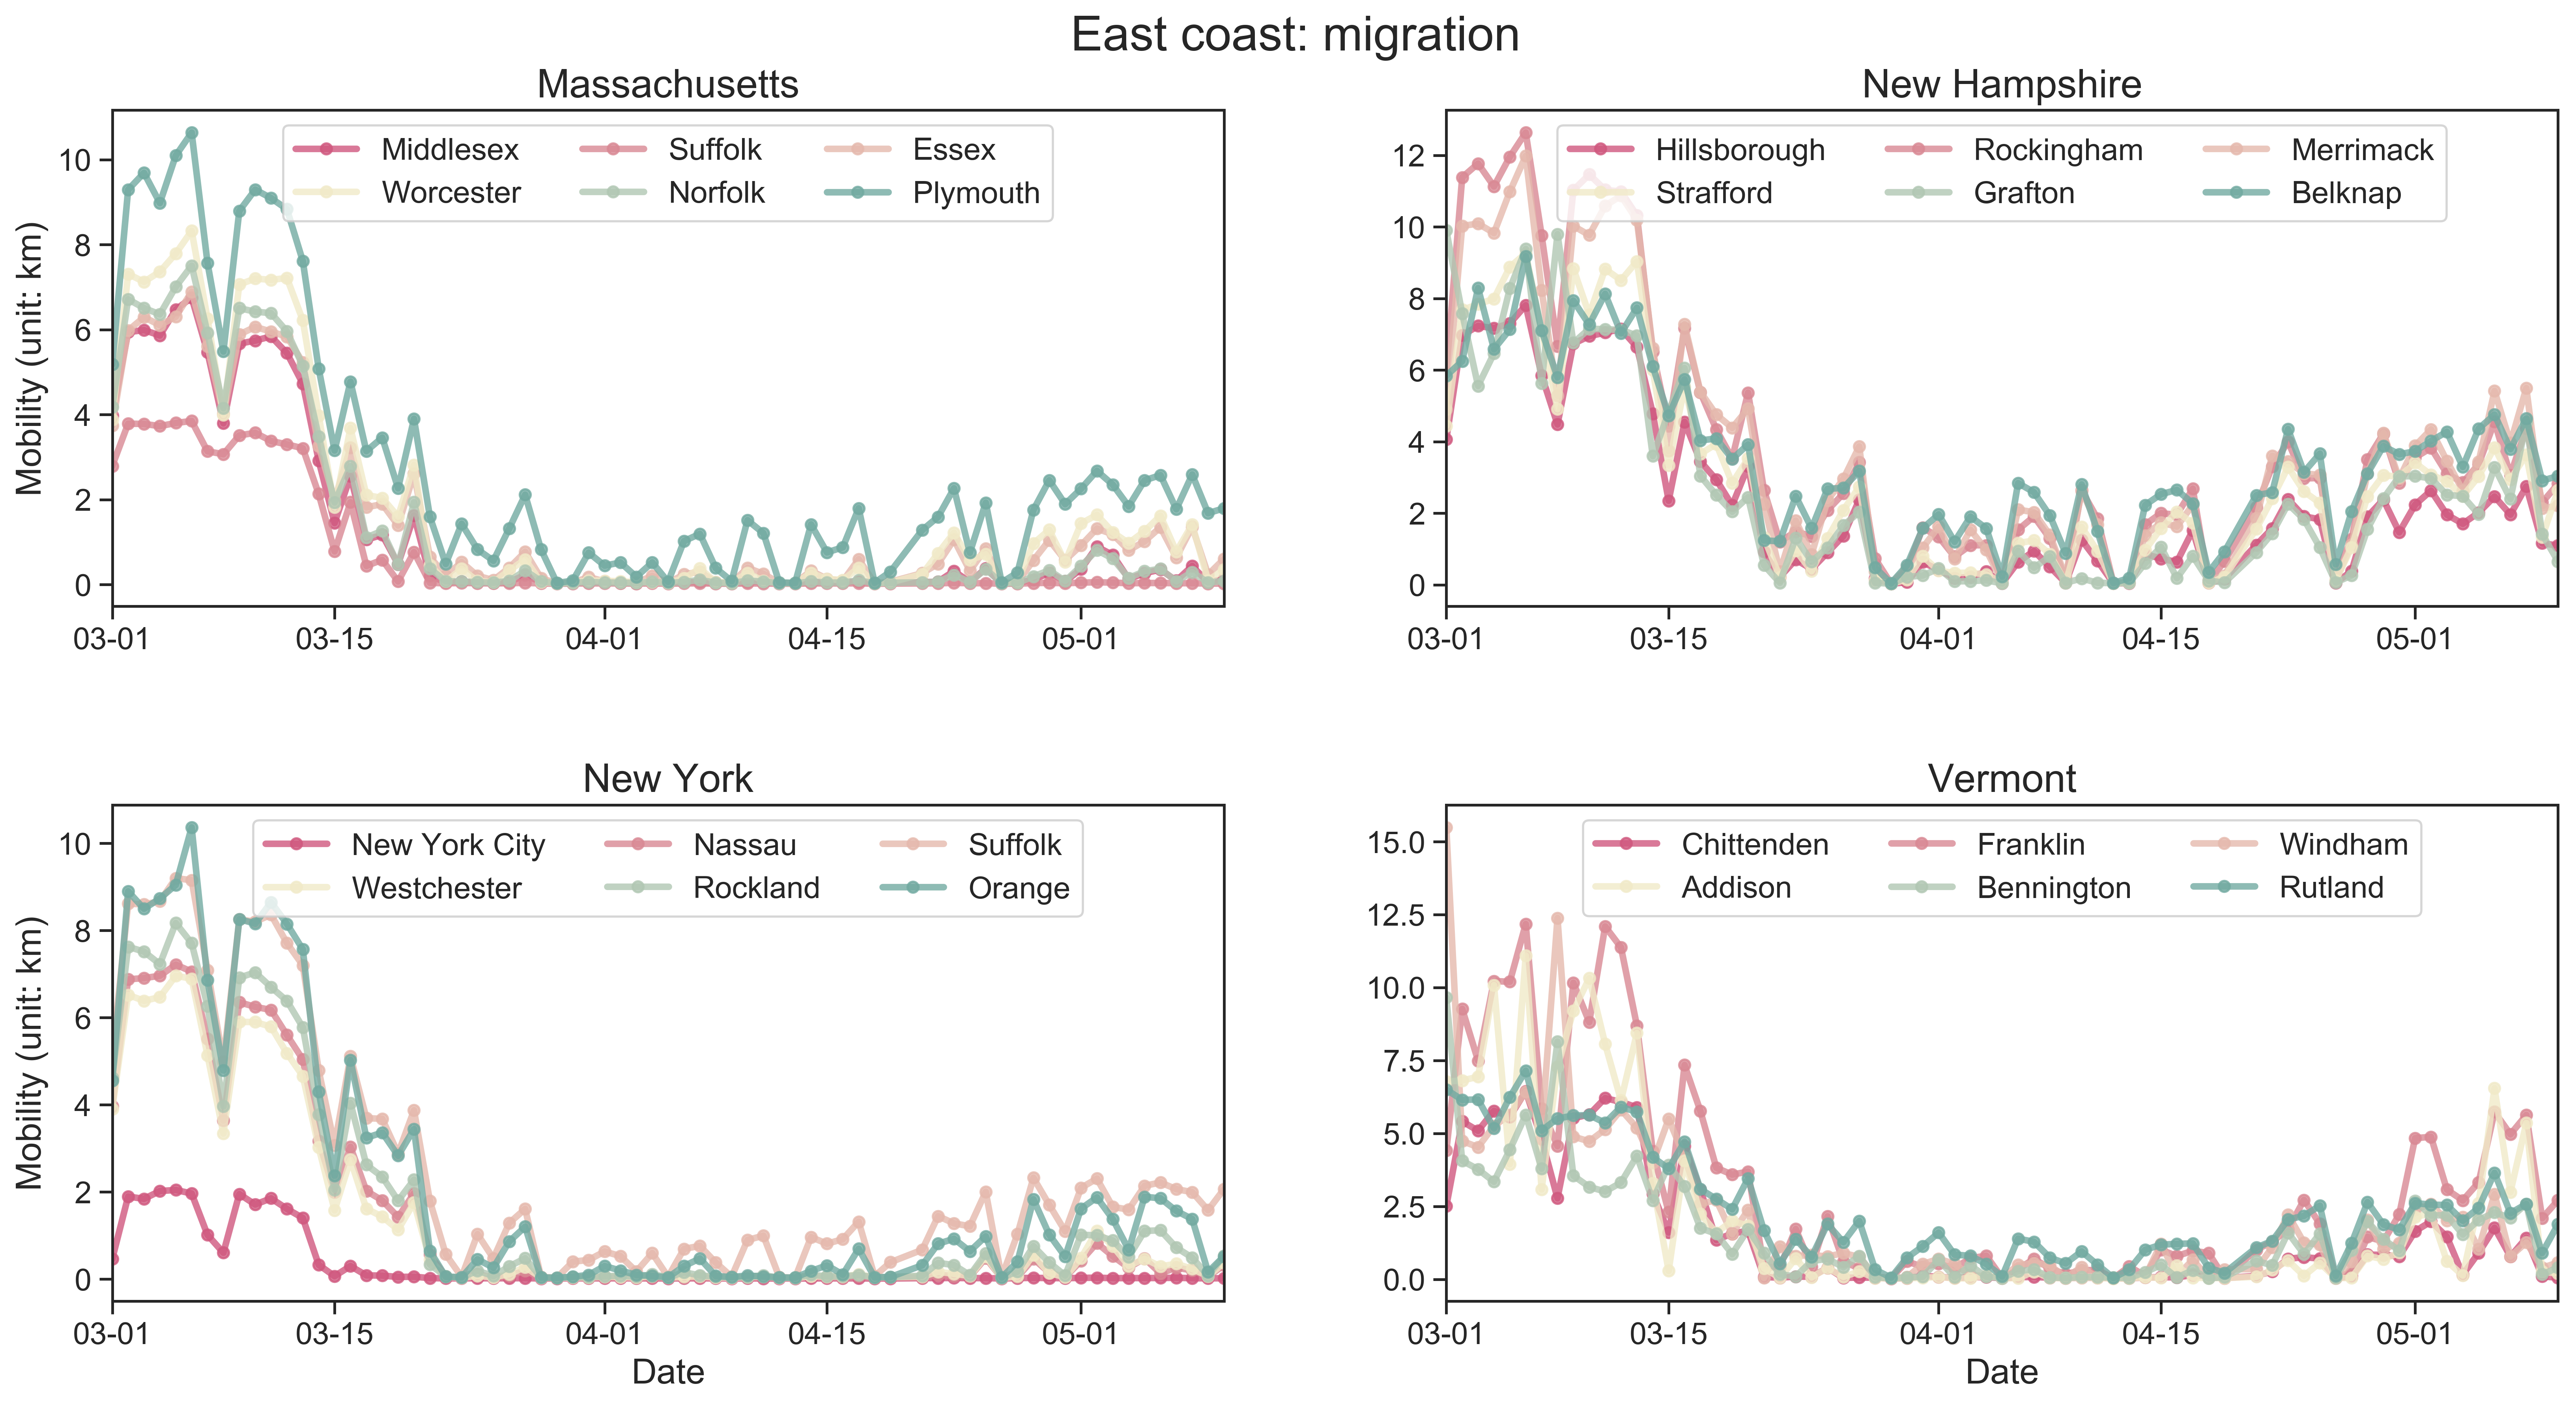 East coast: migration
Massachusetts
Mobility (unit: km)
10
8
6
4
2
0
Middlesex Suffolk Essex
Worcester Norfolk Plymouth
03-01 03-15 04-01 04-15 05-01
New Hampshire
12
10
8
6
4
2
0
Hillsborough Rockingham Merrimack
Strafford Grafton Belknap
03-01 03-15 04-01 04-15 05-01
New York
Mobility (unit: km)
10
8
6
4
2
0
New York City Nassau Suffolk
Westchester Rockland Orange
03-01 03-15 04-01 04-15 05-01
Date
Vermont
15.0
12.5
10.0
7.5
5.0
2.5
0.0
Chittenden Franklin Windham
Addison Bennington Rutland
03-01 03-15 04-01 04-15 05-01
Date